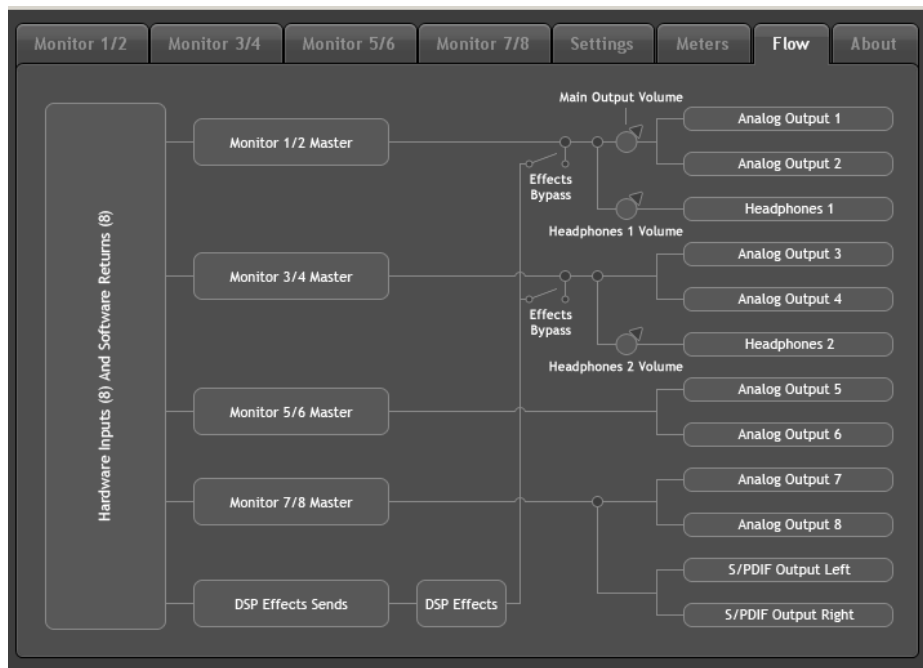 Monitor 1/2
Monitor 3/4
Monitor 5/6
Monitor 7/8
Settings
Meters
Flow
About
Hardware Inputs (8) And Software Returns (8)
Monitor 1/2 Master
Monitor 3/4 Master
Monitor 5/6 Master
Monitor 7/8 Master
DSP Effects Sends
DSP Effects
Main Output Volume
Effects
Bypass
Headphones 1 Volume
Effects
Bypass
Headphones 2 Volume
Analog Output 1
Analog Output 2
Headphones 1
Analog Output 3
Analog Output 4
Headphones 2
Analog Output 5
Analog Output 6
Analog Output 7
Analog Output 8
S/PDIF Output Left
S/PDIF Output Right